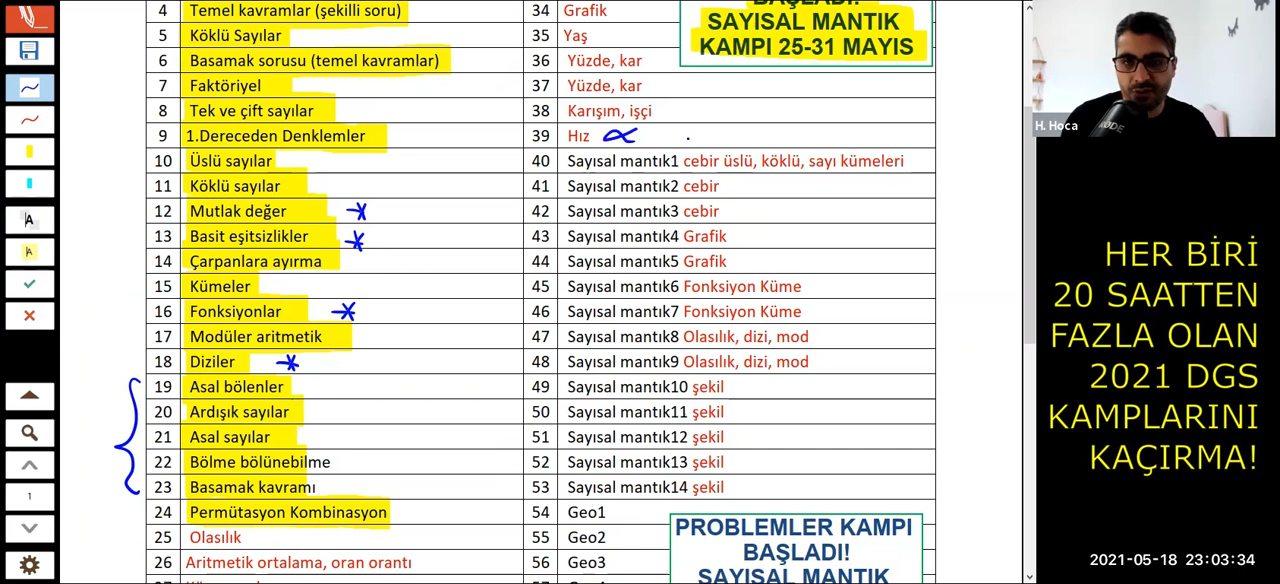 4 Temel kavramlar (şekilli soru) 34 Grafik
5 Köklü Sayılar 35 Yaş
6 Basamak sorusu (temel kavramlar) 36 Yüzde, kar
7 Faktöriyel 37 Yüzde, kar
8 Tek ve çift sayılar 38 Karışım, işçi
9 1.Dereceden Denklemler 39 Hız
10 Üslü sayılar 40 Sayısal mantık1 cebir üslü, köklü, sayı kümeleri
11 Köklü sayılar 41 Sayısal mantık2 cebir
12 Mutlak değer 42 Sayısal mantık3 cebir
13 Basit eşitsizlikler 43 Sayısal mantık4 Grafik
14 Çarpanlara ayırma 44 Sayısal mantık5 Grafik
15 Kümeler 45 Sayısal mantık6 Fonksiyon Küme
16 Fonksiyonlar 46 Sayısal mantık7 Fonksiyon Küme
17 Modüler aritmetik 47 Sayısal mantık8 Olasılık, dizi, mod
18 Diziler 48 Sayısal mantık9 Olasılık, dizi, mod
19 Asal bölenler 49 Sayısal mantık10 şekil
20 Ardışık sayılar 50 Sayısal mantık11 şekil
21 Asal sayılar 51 Sayısal mantık12 şekil
22 Bölme bölünebilme 52 Sayısal mantık13 şekil
23 Basamak kavramı 53 Sayısal mantık14 şekil
24 Permütasyon Kombinasyon 54 Geo1
25 Olasılık 55 Geo2
26 Aritmetik ortalama, oran orantı 56 Geo3
BAŞLADI!
SAYISAL MANTIK
KAMPI 25-31 MAYIS
PROBLEMLER KAMPI
BAŞLADI!
SAYISAL MANTIK
A
A
1
H. Hoca
HER BİRİ
20 SAATTEN
FAZLA OLAN
2021 DGS
KAMPLARINI
KAÇIRMA!
2021-05-18 23:03:34